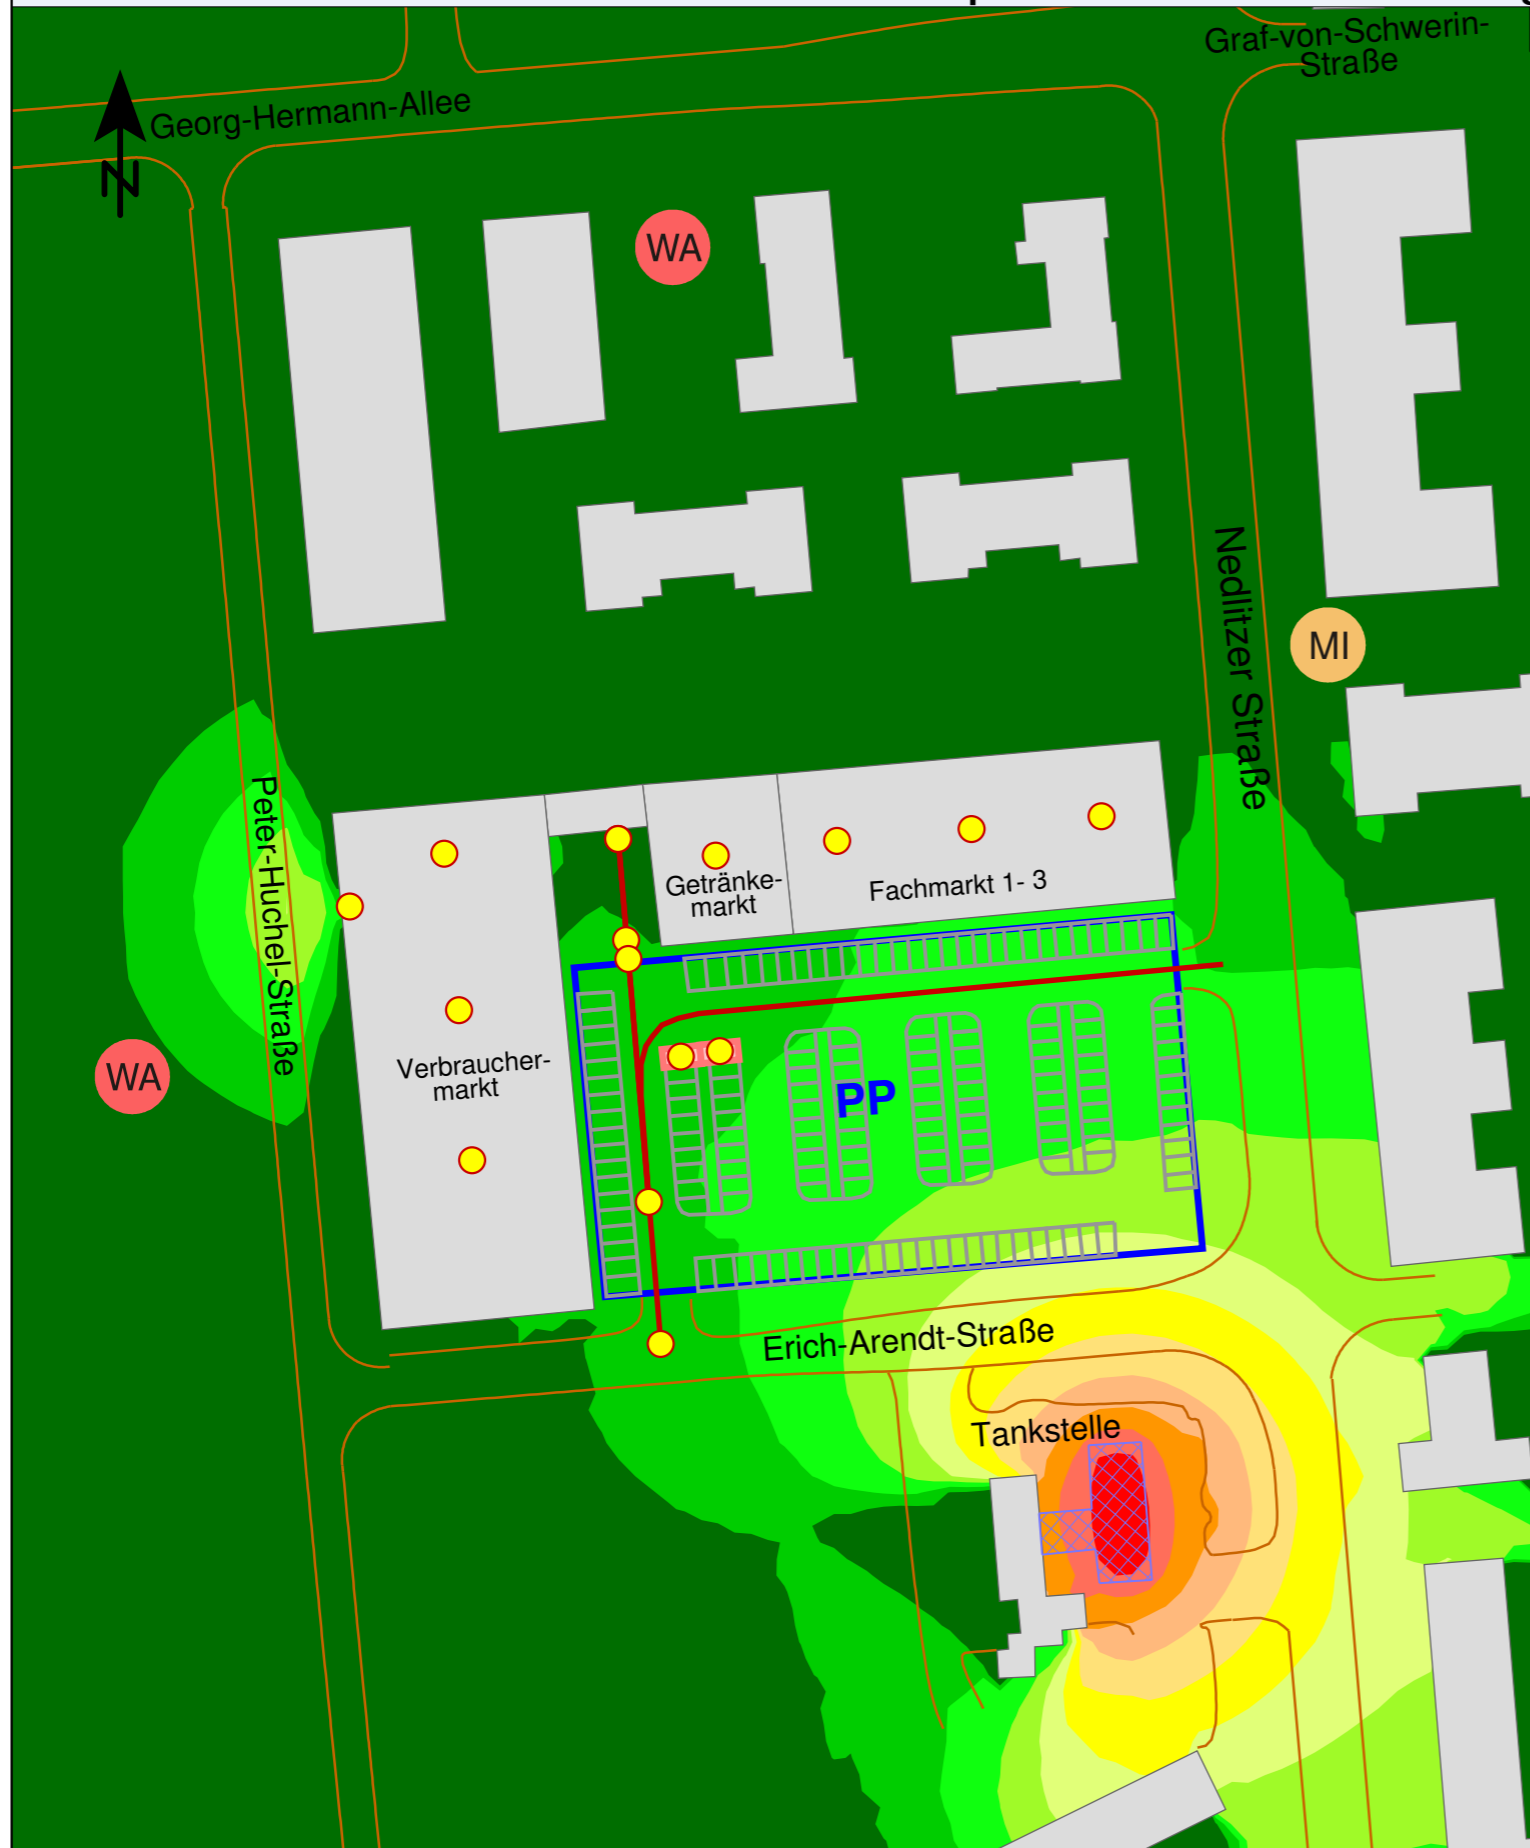 Graf-von-Schwerin-
Straße
Georg-Hermann-Allee
N
WA
Nedlitzer Straße
MI
Peter-Huchel-Straße
Getränke-
markt
Fachmarkt 1- 3
WA
Verbraucher-
markt
PP
Erich-Arendt-Straße
Tankstelle